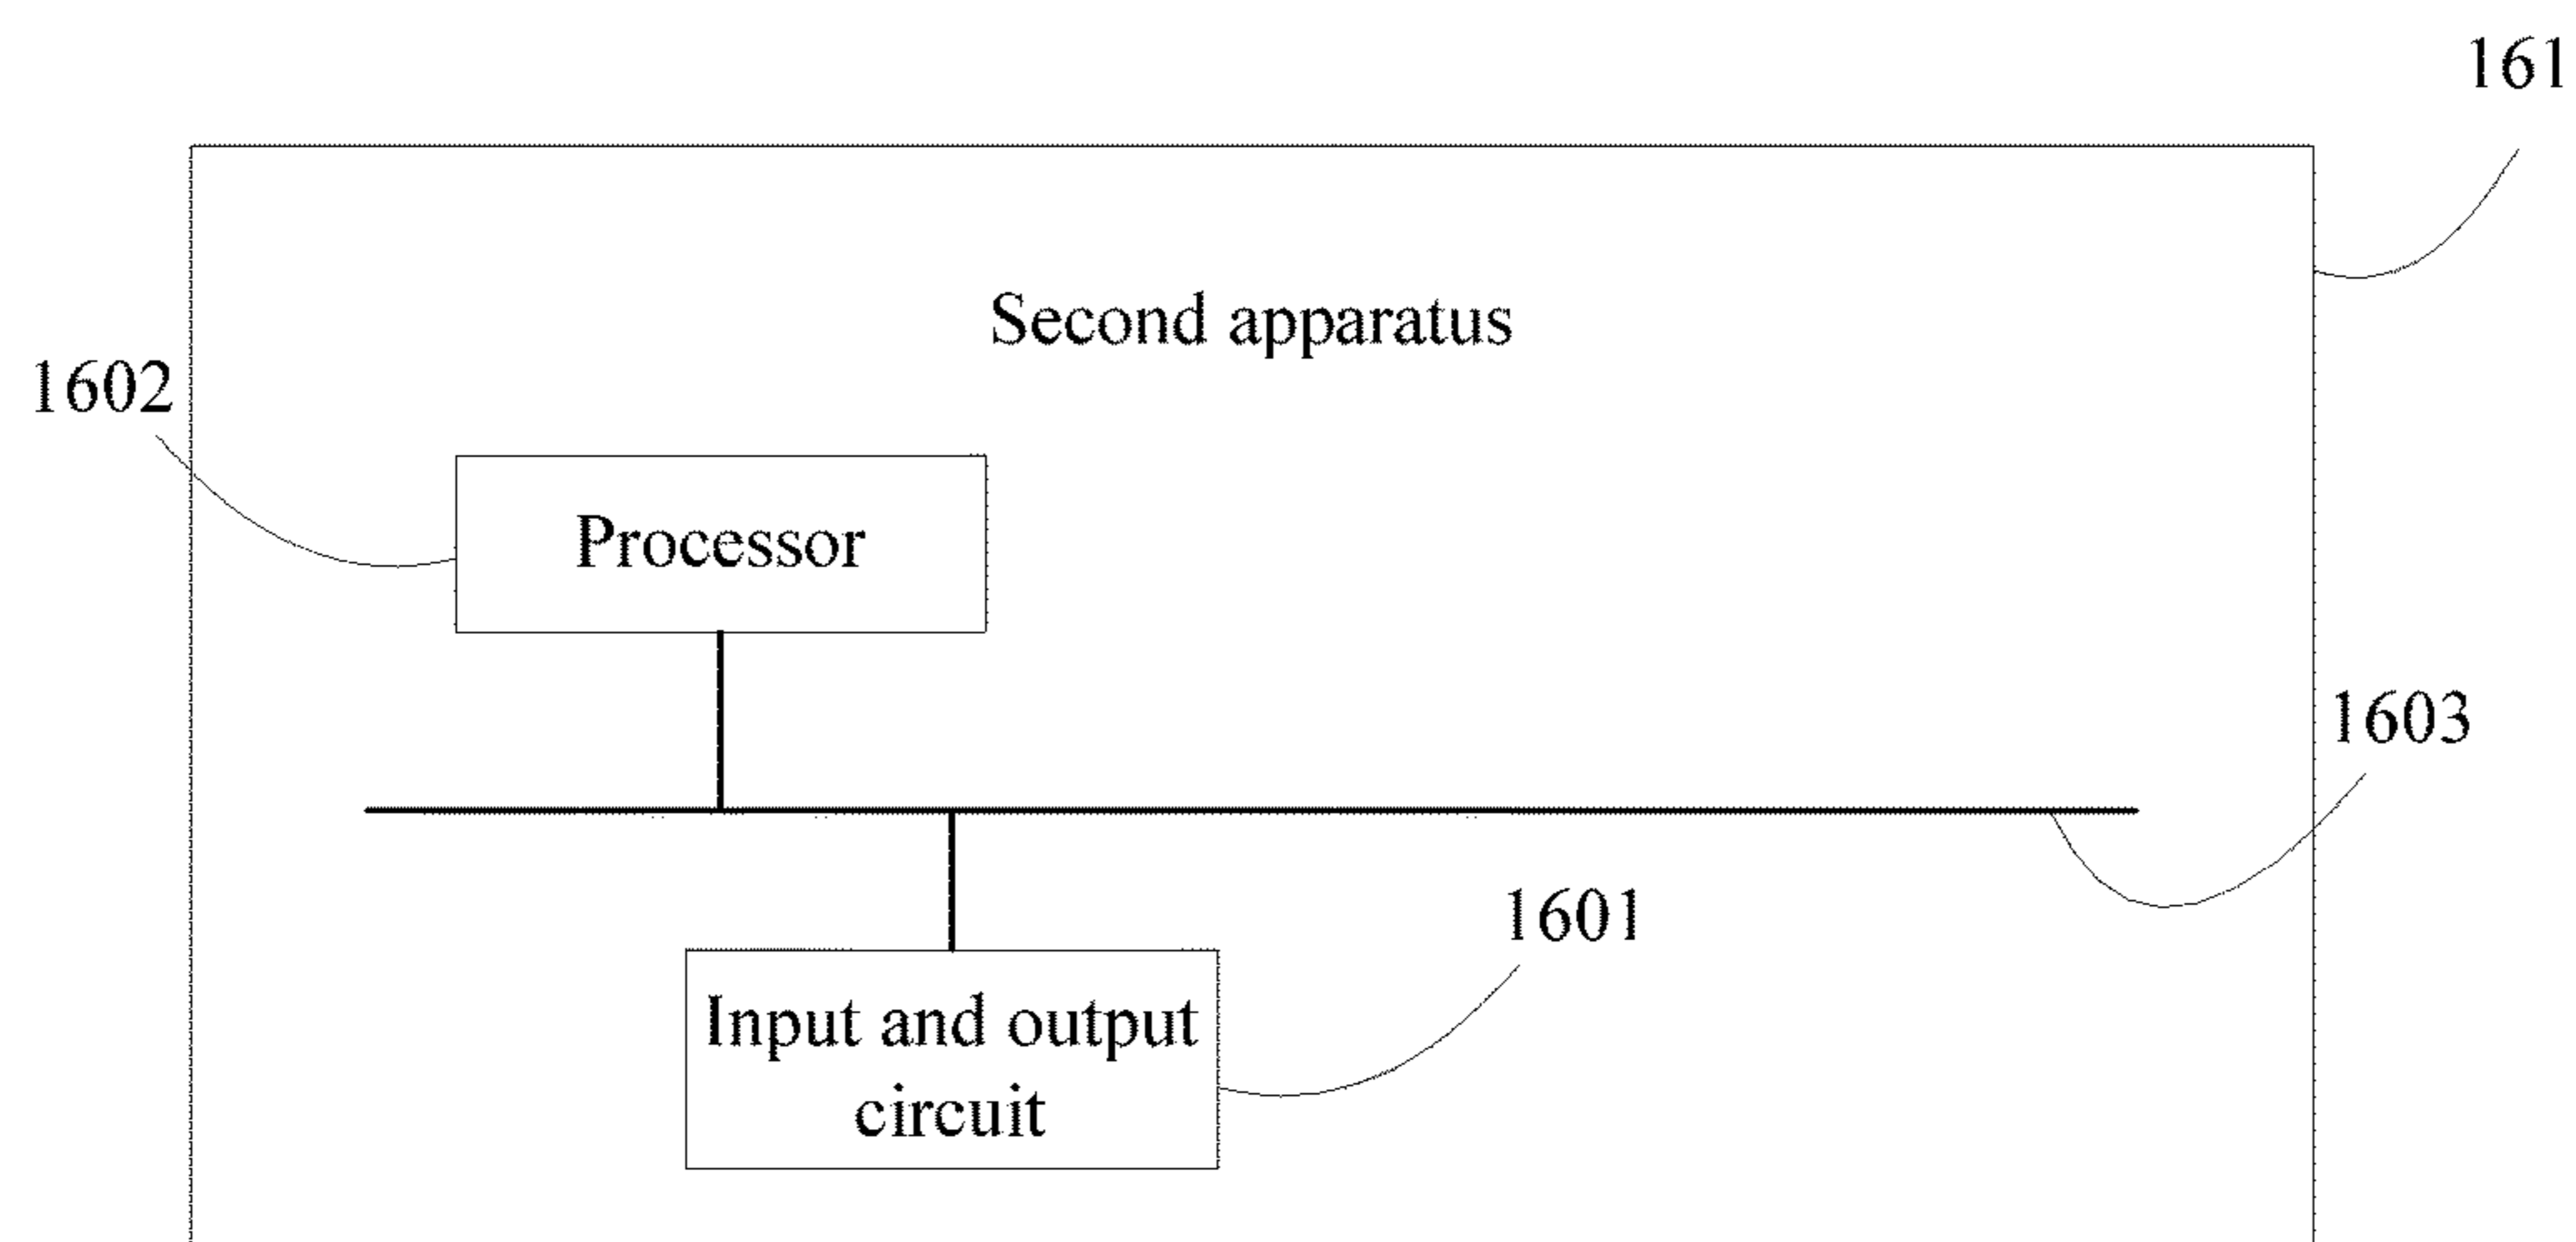 161
Second apparatus
1602
Processor
1603
1601
Input and output
circuit